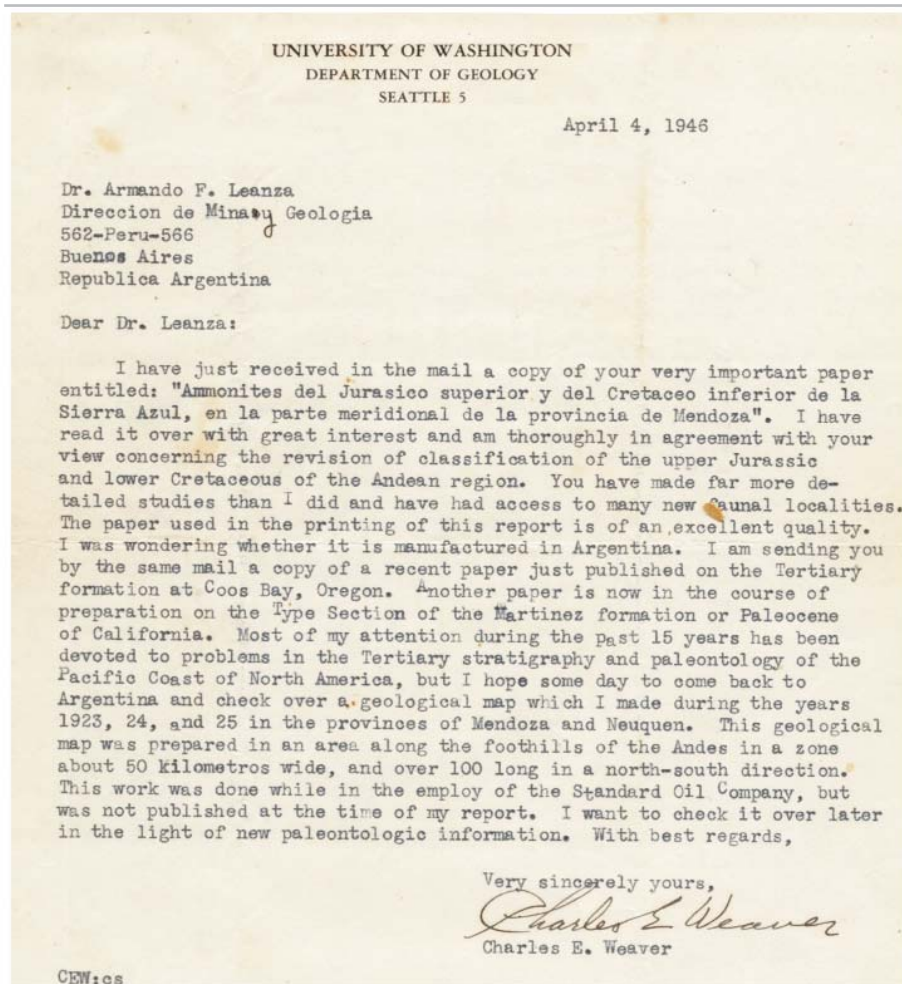 UNIVERSITY OF WASHINGTON
DEPARTMENT OF GEOLOGY
SEATTLE 5
April 4, 1946
Dr. Armando F. Leanza
Direccion de Minas y Geologia
562-Peru-566
Buenos Aires
Republica Argentina
Dear Dr. Leanza:
I have just received in the mail a copy of your very important paper
entitled: "Ammonites del Jurasico superior y del Cretaceo inferior de la
Sierra Azul, en la parte meridional de la provincia de Mendoza". I have
read it over with great interest and am thoroughly in agreement with your
view concerning the revision of classification of the upper Jurassic
and lower Cretaceous of the Andean region. You have made far more de-
tailed studies than I did and have had access to many new faunal localities.
The paper used in the printing of this report is of an excellent quality.
I was wondering whether it is manufactured in Argentina. I am sending you
by the same mail a copy of a recent paper just published on the Tertiary
formation at Coos Bay, Oregon. Another paper is now in the course of
preparation on the Type Section of the Martinez formation or Paleocene
of California. Most of my attention during the past 15 years has been
devoted to problems in the Tertiary stratigraphy and paleontology of the
Pacific Coast of North America, but I hope some day to come back to
Argentina and check over a geological map which I made during the years
1923, 24, and 25 in the provinces of Mendoza and Neuquen. This geological
map was prepared in an area along the foothills of the Andes in a zone
about 50 kilometros wide, and over 100 long in a north-south direction.
This work was done while in the employ of the Standard Oil Company, but
was not published at the time of my report. I want to check it over later
in the light of new paleontologic information. With best regards,
Very sincerely yours,
Charles E Weaver
Charles E. Weaver
CEW:cs